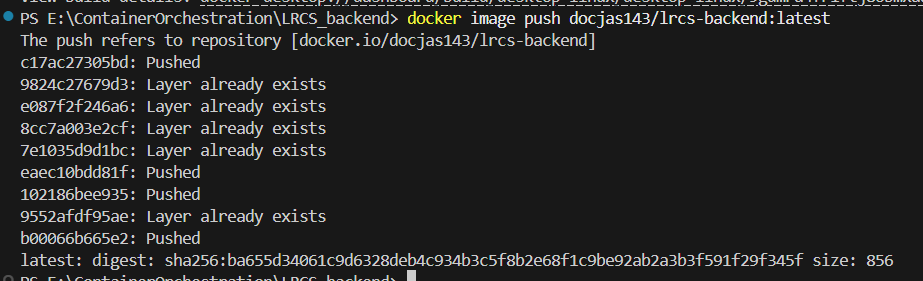 PS E:\ContainerOrchestration\LRCS_backend> docker image push docjas143/lrcs-backend:latest
The push refers to repository [docker.io/docjas143/lrcs-backend]
c17ac27305bd: Pushed
9824c27679d3: Layer already exists
e087f2f246a6: Layer already exists
8cc7a003e2cf: Layer already exists
7e1035d9d1bc: Layer already exists
eaec10bdd81f: Pushed
102186bee935: Pushed
9552afdf95ae: Layer already exists
b00066b665e2: Pushed
latest: digest: sha256:ba655d34061c9d6328deb4c934b3c5f8b2e68f1c9be92ab2a3b3f591f29f345f size: 856
PS E:\ContainerOrchestration\LRCS_backend>